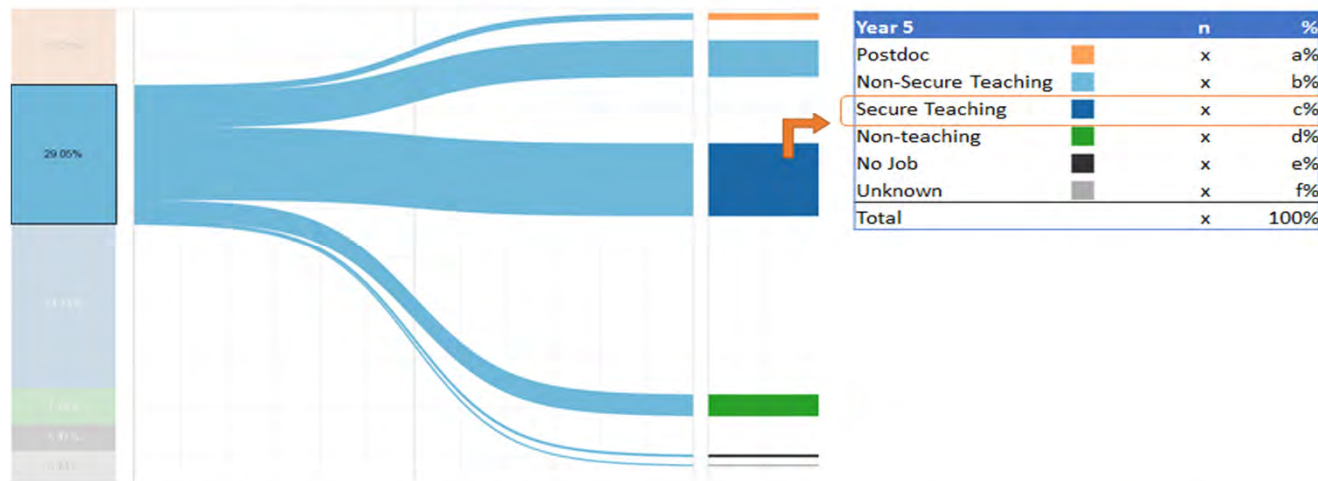 29.05%
Year 5 n %
Postdoc x a%
Non-Secure Teaching x b%
Secure Teaching x c%
Non-teaching x d%
No Job x e%
Unknown x f%
Total x 100%